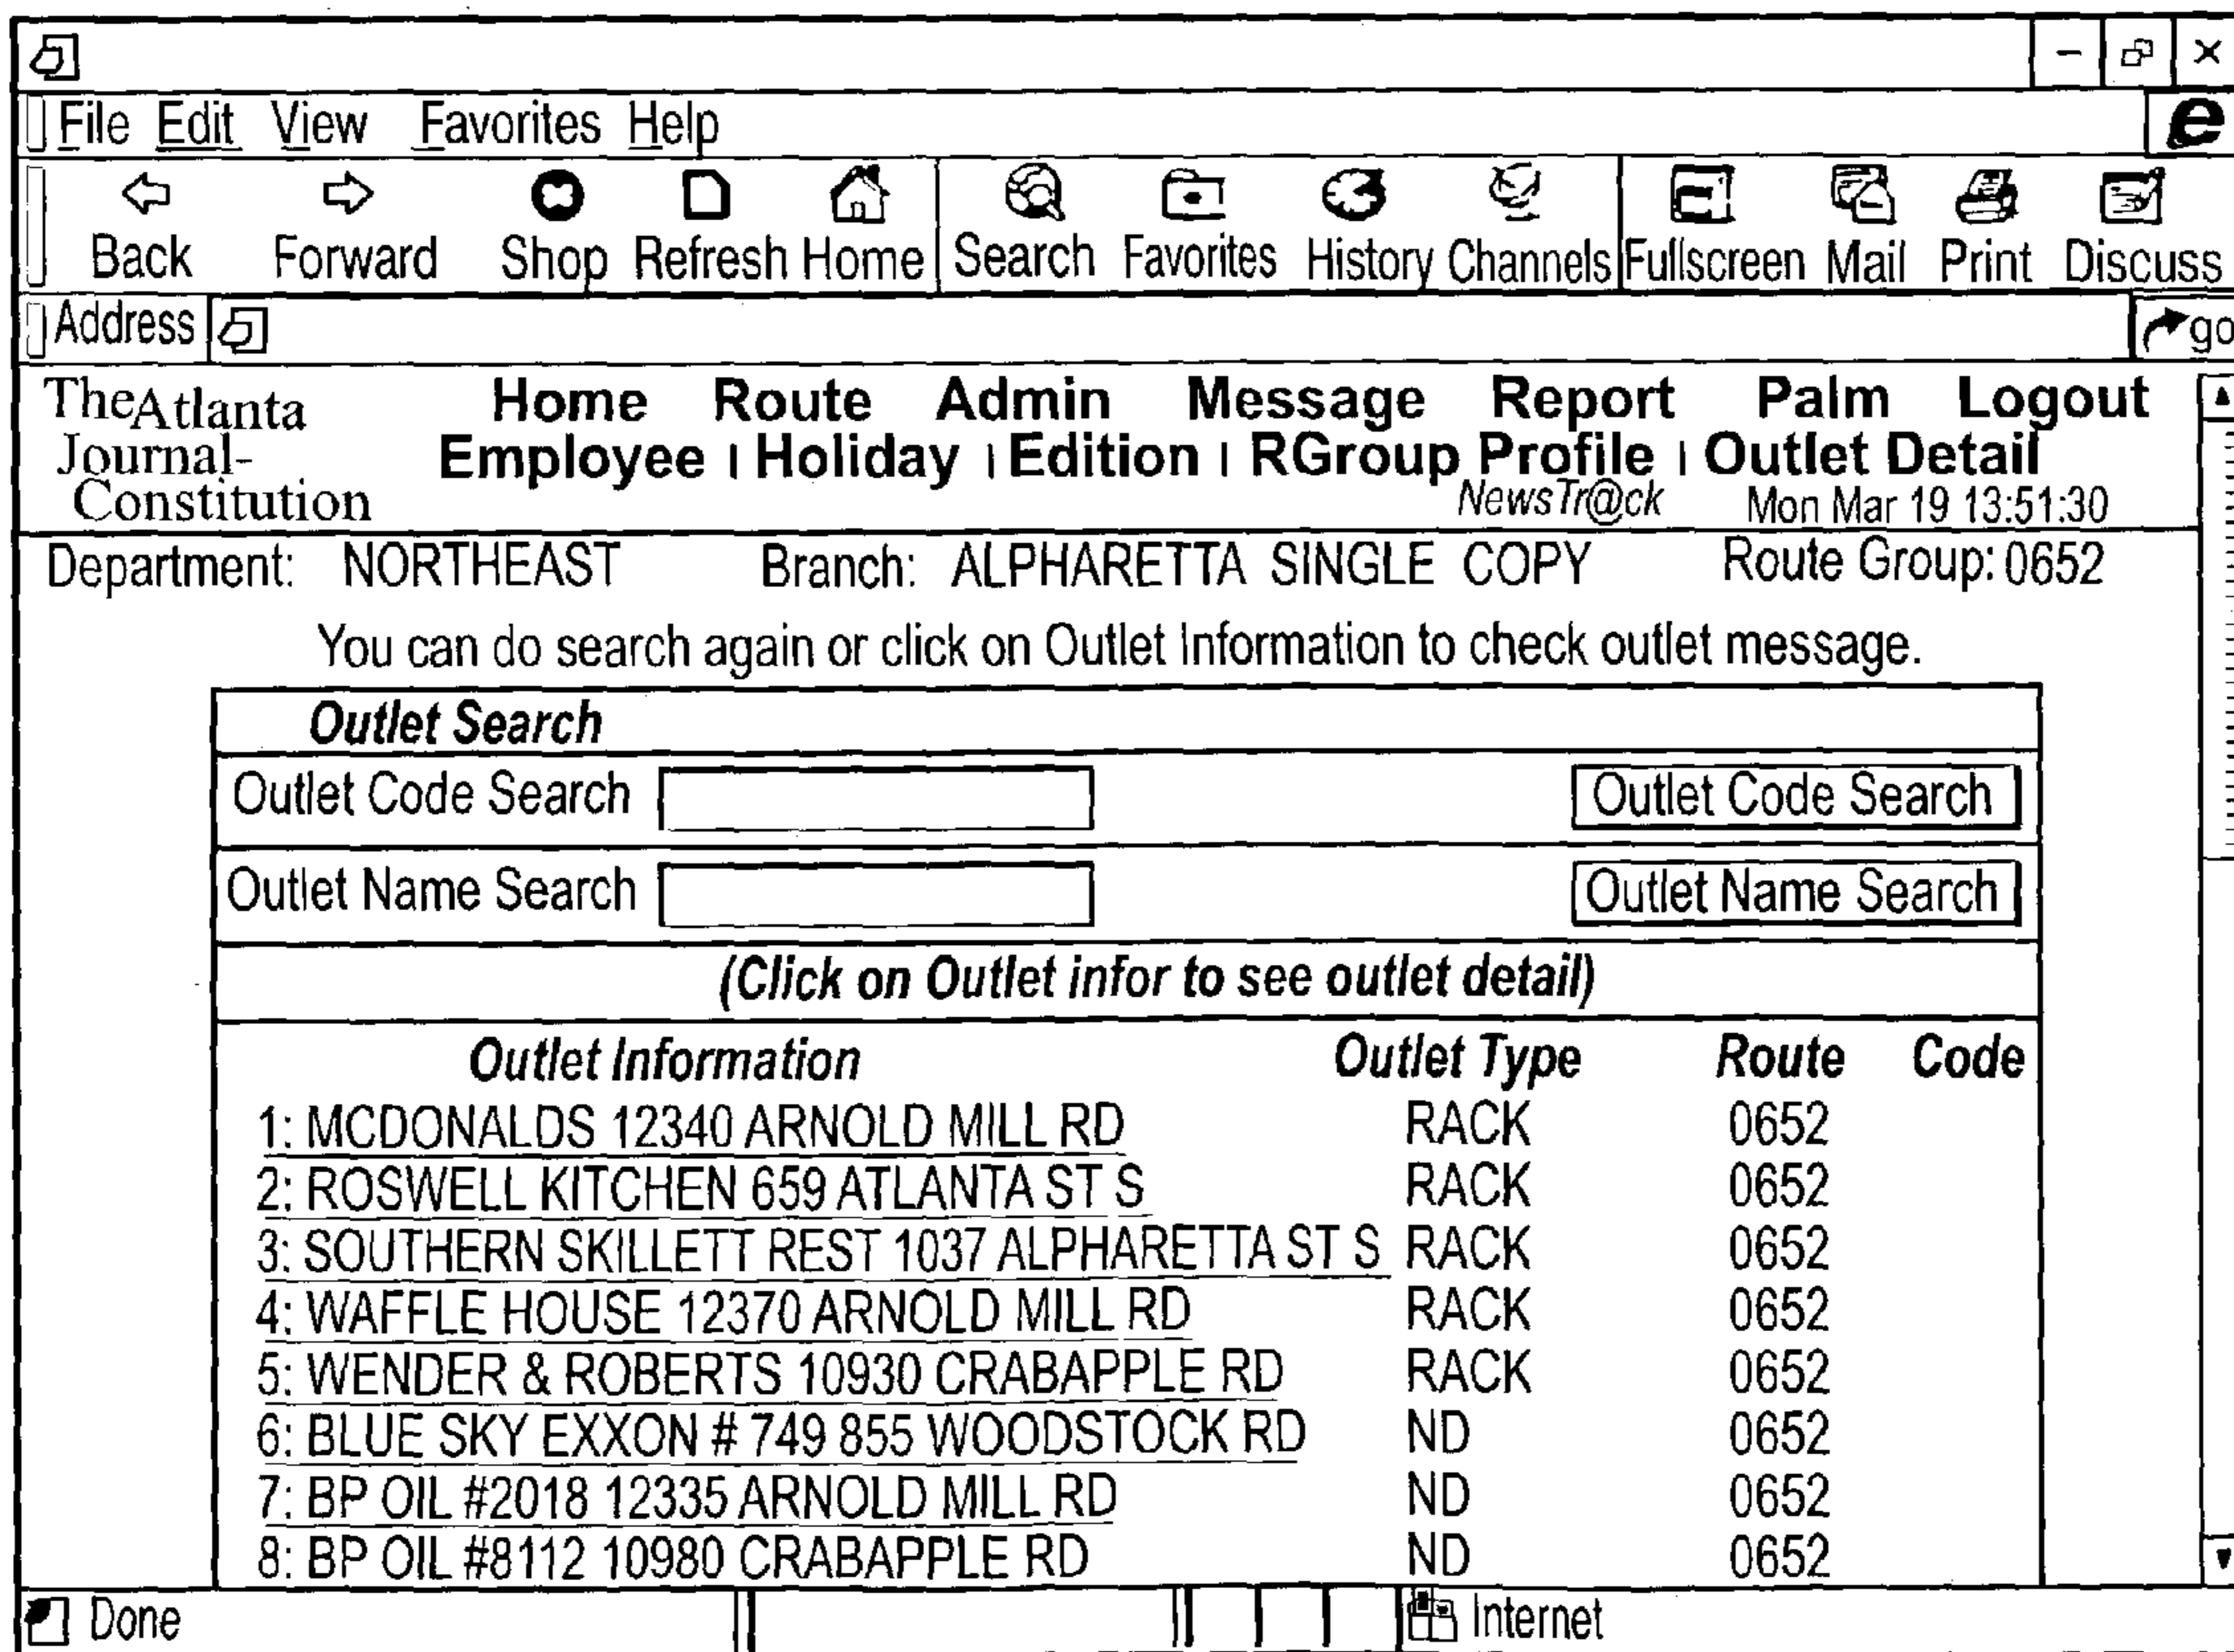 File Edit View Favorites Help
e
Back Forward Shop Refresh Home Search Favorites History Channels Fullscreen Mail Print Discuss
Address go
The Atlanta
Journal-
Constitution
Home Route Admin Message Report Palm Logout
Employee | Holiday | Edition | RGroup Profile | Outlet Detail
NewsTr@ck Mon Mar 19 13:51:30
Department: NORTHEAST Branch: ALPHARETTA SINGLE COPY Route Group: 0652
You can do search again or click on Outlet Information to check outlet message.
Outlet Search
Outlet Code Search Outlet Code Search
Outlet Name Search Outlet Name Search
(Click on Outlet infor to see outlet detail)
Outlet Information Outlet Type Route Code
1: MCDONALDS 12340 ARNOLD MILL RD RACK 0652
2: ROSWELL KITCHEN 659 ATLANTA ST S RACK 0652
3: SOUTHERN SKILLETT REST 1037 ALPHARETTA ST S RACK 0652
4: WAFFLE HOUSE 12370 ARNOLD MILL RD RACK 0652
5: WENDER & ROBERTS 10930 CRABAPPLE RD RACK 0652
6: BLUE SKY EXXON # 749 855 WOODSTOCK RD ND 0652
7: BP OIL #2018 12335 ARNOLD MILL RD ND 0652
8: BP OIL #8112 10980 CRABAPPLE RD ND 0652
Done Internet